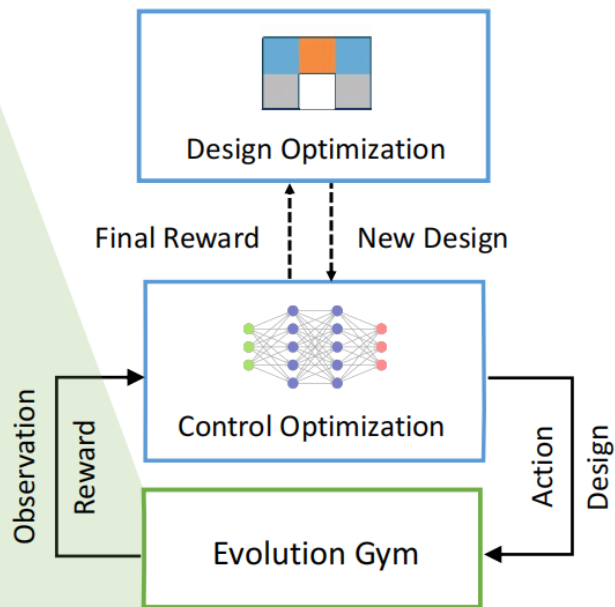 Design Optimization
Final Reward
New Design
Control Optimization
Observation
Reward
Action
Design
Evolution Gym